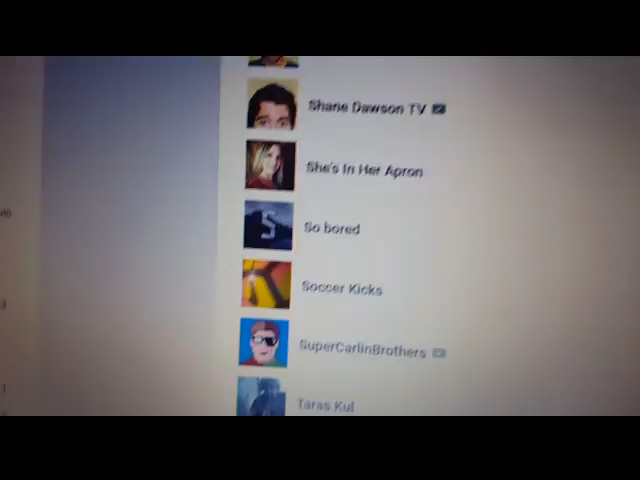 Shane Dawson TV
She's In Her Apron
So bored
Soccer Kicks
SuperCarlinBrothers
Taras Kul